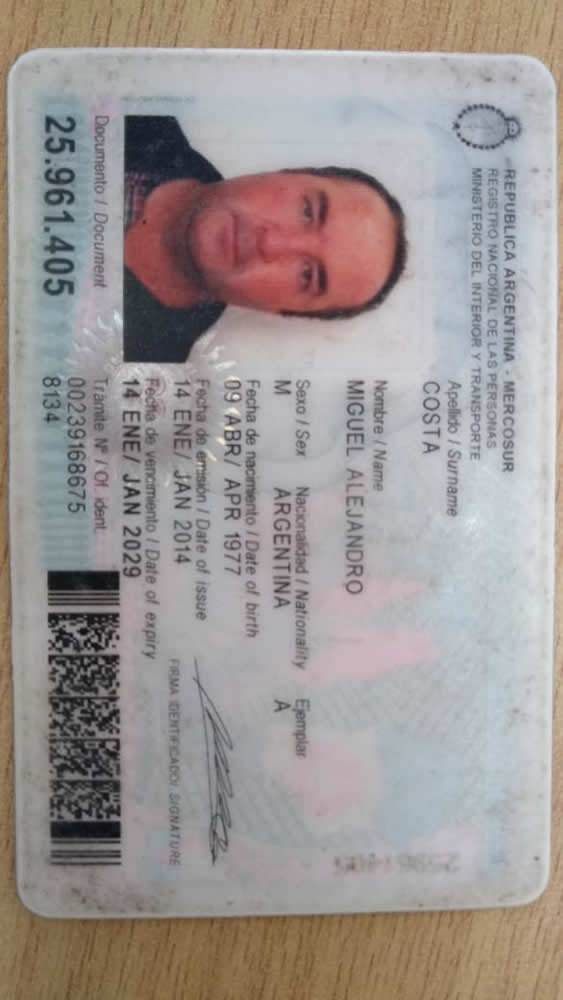 REPUBLICA ARGENTINA - MERCOSUR
REGISTRO NACIONAL DE LAS PERSONAS
MINISTERIO DEL INTERIOR Y TRANSPORTE
Apellido / Surname
COSTA
Nombre / Name
MIGUEL ALEJANDRO
Sexo / Sex Nacionalidad / Nationality Ejemplar
M ARGENTINA A
Fecha de nacimiento / Date of birth
09 ABR/ APR 1977
Fecha de emisión / Date of issue
14 ENE/ JAN 2014
Fecha de vencimiento / Date of expiry
14 ENE/ JAN 2029
FIRMA IDENTIFICADO/ SIGNATURE
Documento / Document
25.961.405
Trámite Nº / Of. ident.
00239168675
8134
25961405